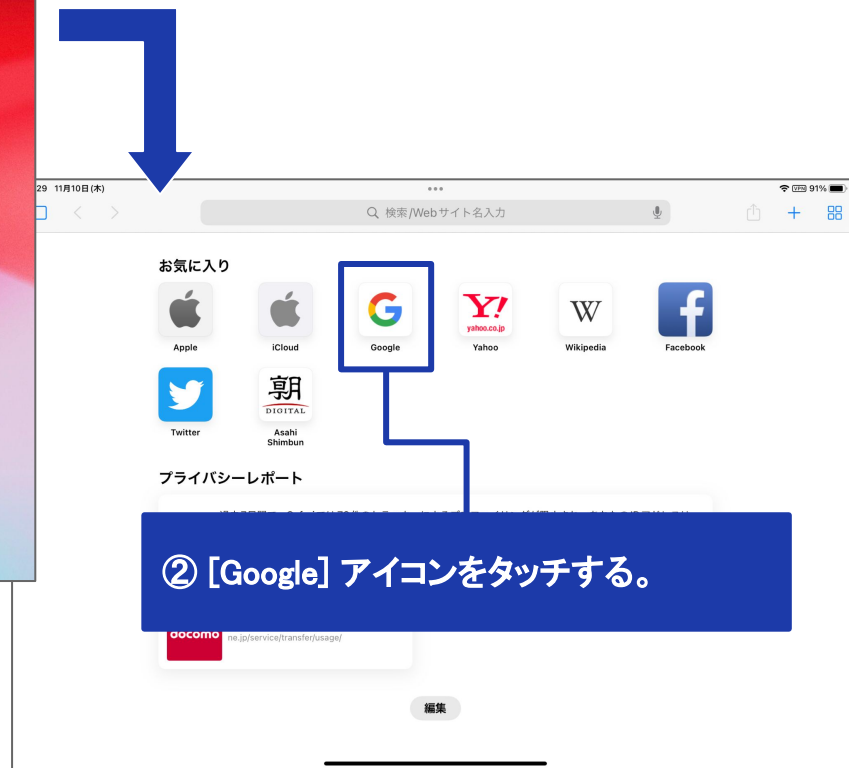 29 11月10日(木)
VPN 91%
検索/Webサイト名入力
お気に入り
yahoo.co.jp
Apple iCloud Google Yahoo Wikipedia Facebook
朝
DIGITAL
Twitter Asahi Shimbun
プライバシーレポート
② [Google] アイコンをタッチする。
docomo
ne.jp/service/transfer/usage/
編集